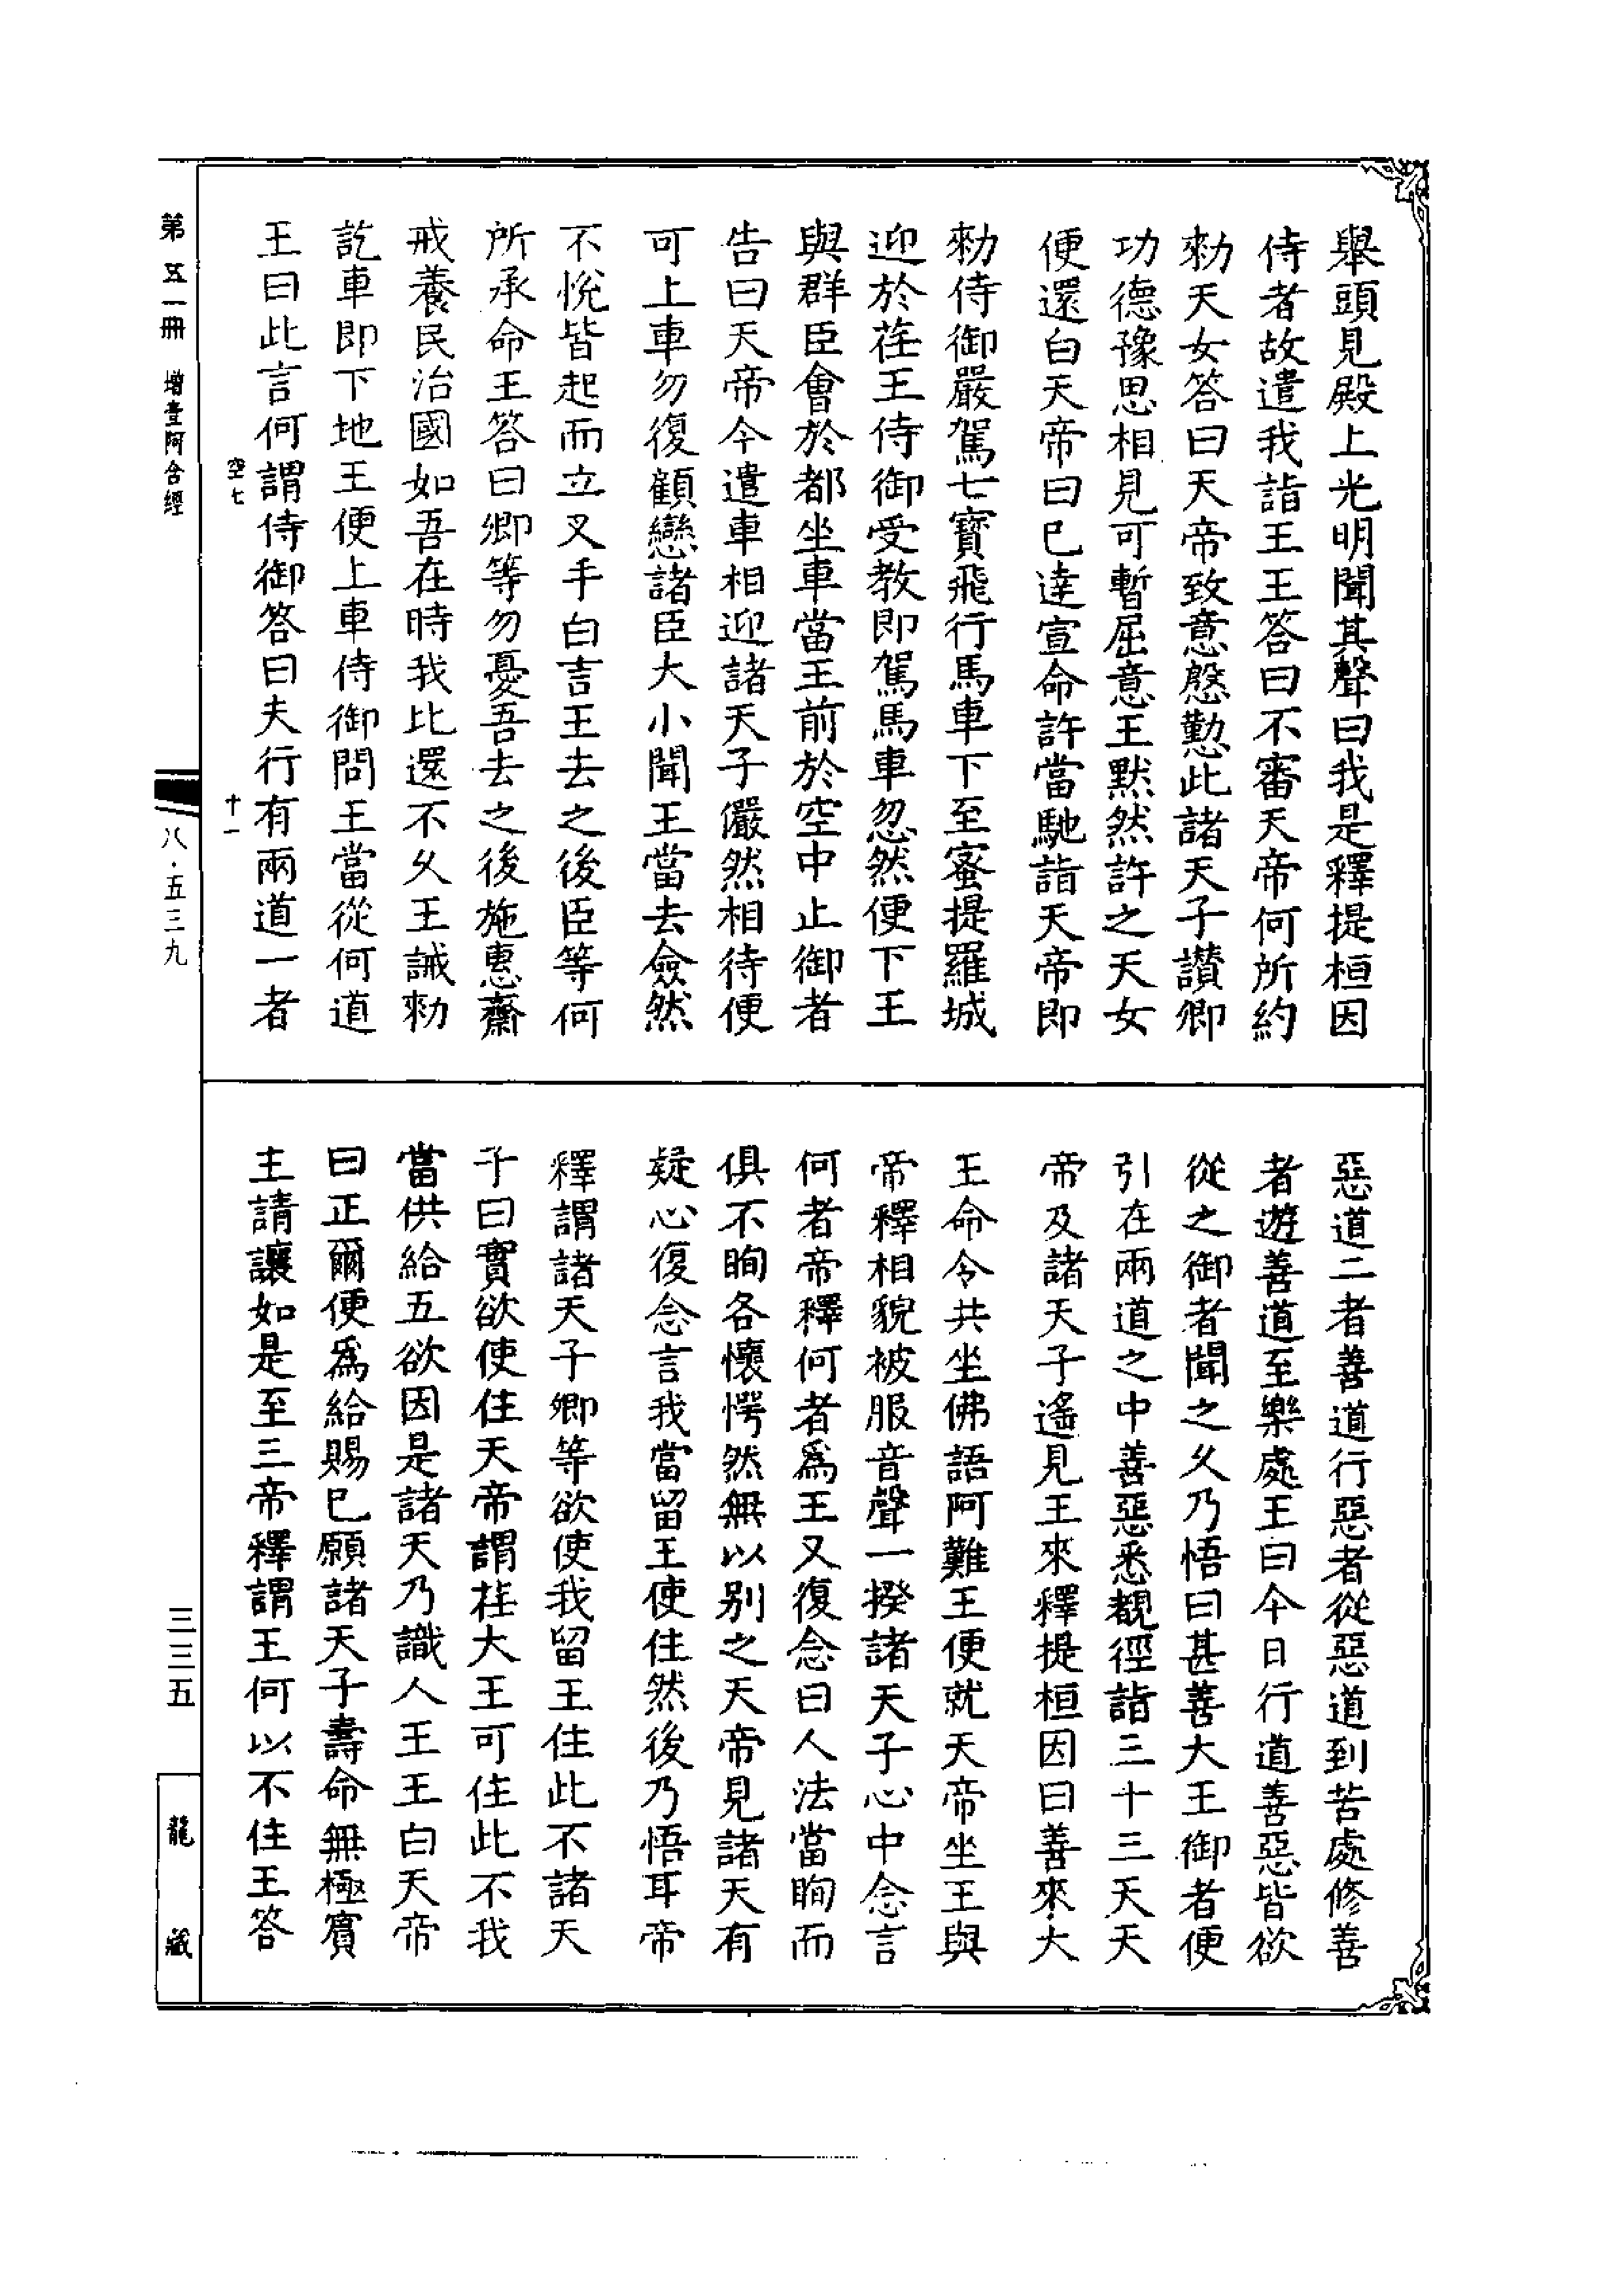 舉頭見殿上光明聞其聲曰我是釋提桓因
侍者故遣我詣王王答曰不審天帝何所約
勑天女答曰天帝致意慇懃此諸天子讚卿
功德豫思相見可暫屈意王默然許之天女
便還白天帝曰已達宣命許當馳詣天帝即
勑侍御嚴駕七寶飛行馬車下至蜜提羅城
迎於荏王侍御受教即駕馬車忽然便下王
與群臣會於都坐車當王前於空中止御者
告曰天帝今遣車相迎諸天子儼然相待便
可上車勿復顧戀諸臣大小聞王當去僉然
不悅皆起而立叉手白言王去之後臣等何
所承命王答曰卿等勿憂吾去之後施惠齋
戒養民治國如吾在時我比還不久王誡勑
訖車即下地王便上車侍御問王當從何道
王曰此言何謂侍御答曰夫行有兩道一者
惡道二者善道行惡者從惡道到苦處修善
者遊善道至樂處王曰今日行道善惡皆欲
從之御者聞之久乃悟曰甚善大王御者便
引在兩道之中善惡悉覩徑詣三十三天天
帝及諸天子遙見王來釋提桓因曰善來大
王命令共坐佛語阿難王便就天帝坐王與
帝釋相貌被服音聲一揆諸天子心中念言
何者帝釋何者爲王又復念曰人法當眴而
俱不眴各懷愕然無以别之天帝見諸天有
疑心復念言我當留王使住然後乃悟耳帝
釋謂諸天子卿等欲使我留王住此不諸天
子曰實欲使住天帝謂荏大王可住此不我
當供給五欲因是諸天乃識人王王白天帝
曰正爾便爲給賜已願諸天子壽命無極賓
主請讓如是至三帝釋謂王何以不住王答
空七
十一
第五一冊 增壹阿含經
八·五三九
三三五
龍藏